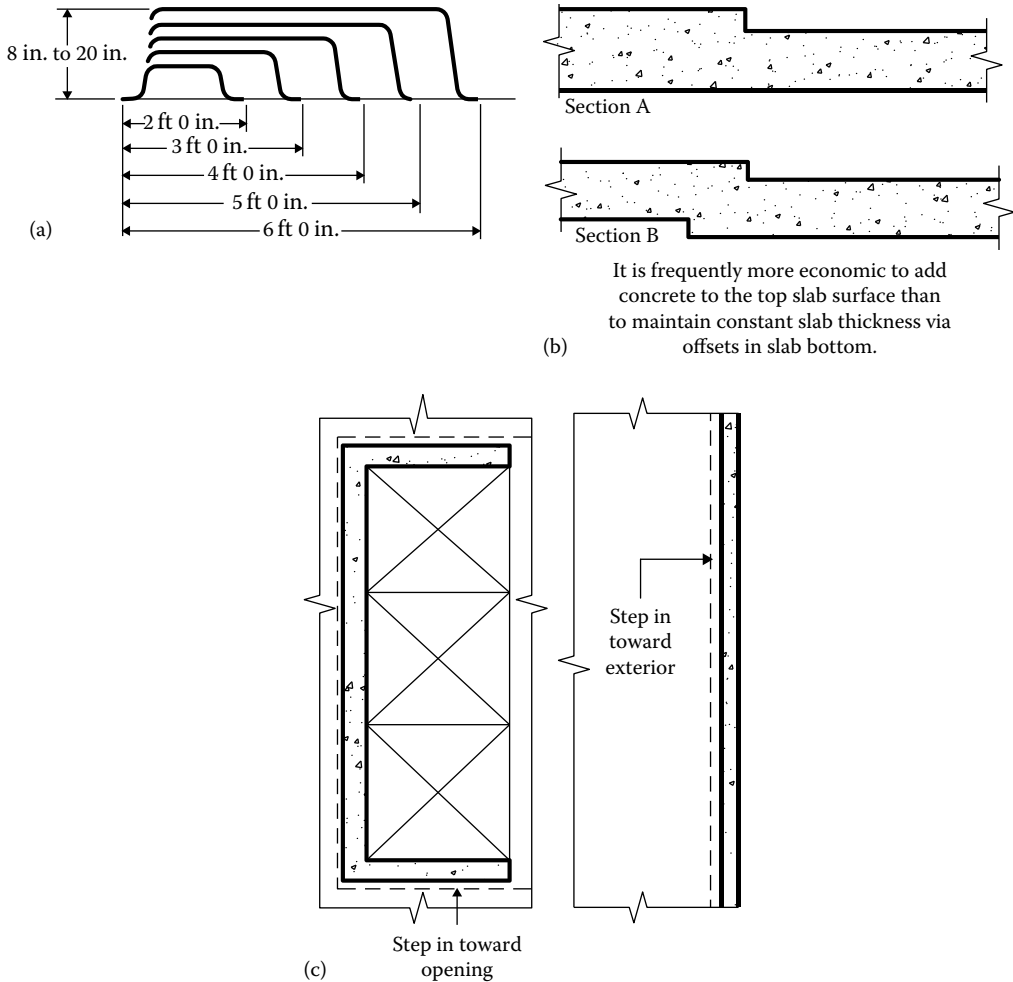 8 in. to 20 in.
2 ft 0 in.
3 ft 0 in.
4 ft 0 in.
5 ft 0 in.
6 ft 0 in.
(a)
Section A
Section B
It is frequently more economic to add
concrete to the top slab surface than
to maintain constant slab thickness via
offsets in slab bottom.
(b)
Step in
toward
exterior
Step in toward
opening
(c)